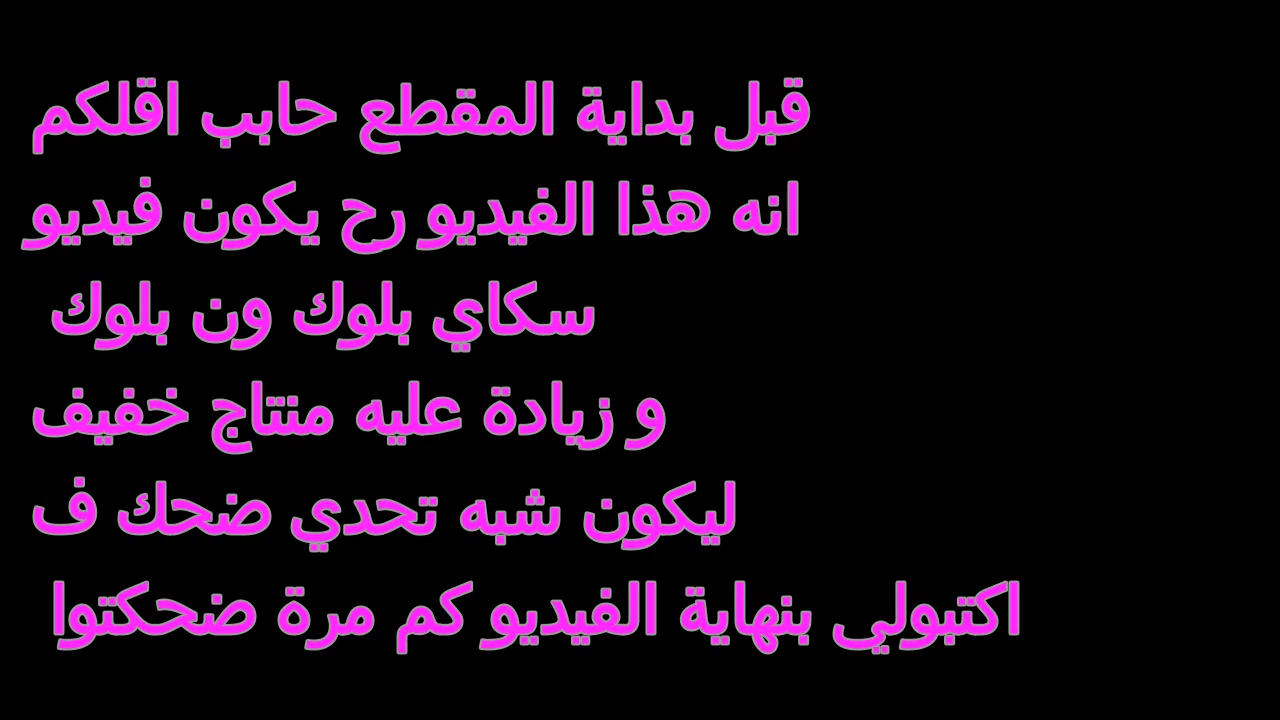 قبل بداية المقطع حابب اقلكم
انه هذا الفيديو رح يكون فيديو
سكاي بلوك ون بلوك
و زيادة عليه منتاج خفيف
ليكون شبه تحدي ضحك ف
اكتبولي بنهاية الفيديو كم مرة ضحكتوا